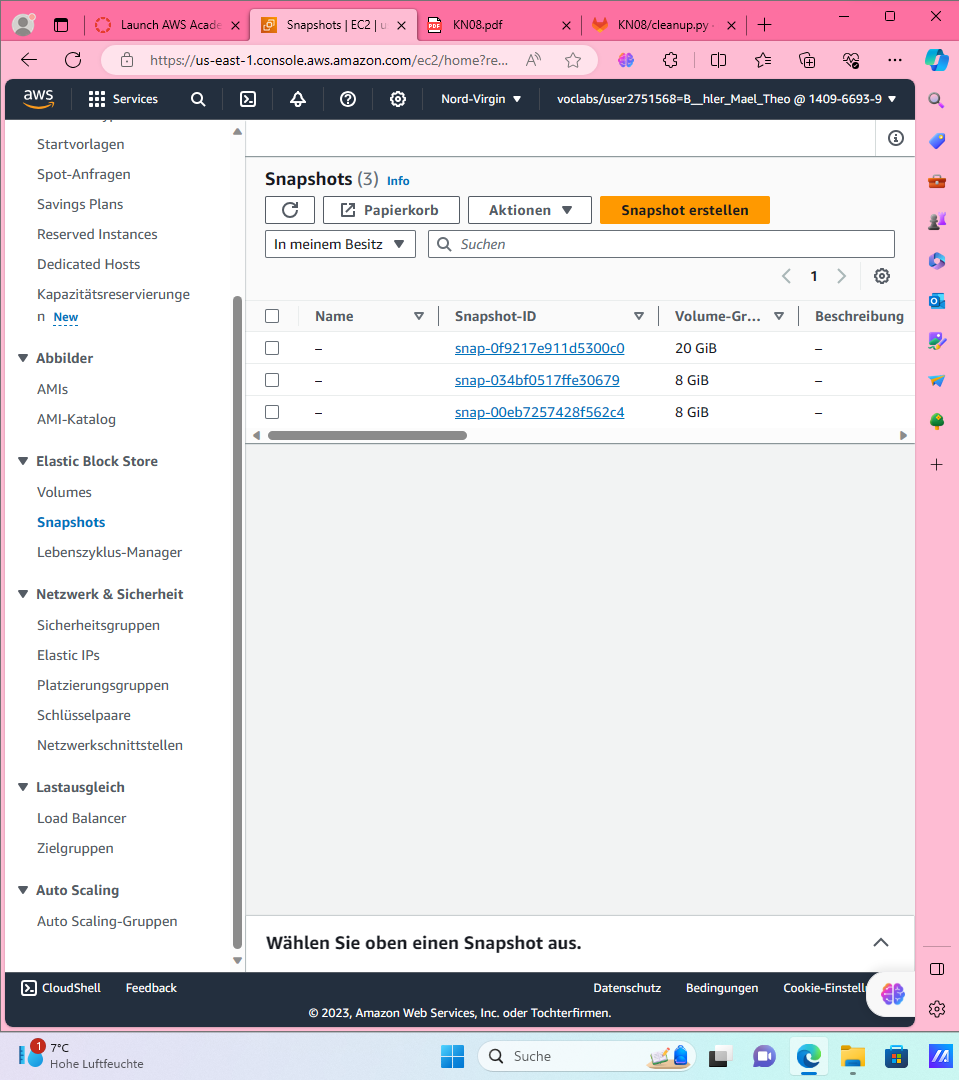 Launch AWS Acade
Snapshots | EC2 | u
KN08.pdf
KN08/cleanup.py -
https://us-east-1.console.aws.amazon.com/ec2/home?re...
aws
Services
Nord-Virgin
voclabs/user2751568=B__hler_Mael_Theo @ 1409-6693-9
Startvorlagen
Spot-Anfragen
Savings Plans
Reserved Instances
Dedicated Hosts
Kapazitätsreservierunge
n New
Abbilder
AMIs
AMI-Katalog
Elastic Block Store
Volumes
Snapshots
Lebenszyklus-Manager
Netzwerk & Sicherheit
Sicherheitsgruppen
Elastic IPs
Platzierungsgruppen
Schlüsselpaare
Netzwerkschnittstellen
Lastausgleich
Load Balancer
Zielgruppen
Auto Scaling
Auto Scaling-Gruppen
Snapshots (3) Info
Papierkorb
Aktionen
Snapshot erstellen
In meinem Besitz
Suchen
1
Name Snapshot-ID Volume-Gr... Beschreibung
– snap-0f9217e911d5300c0 20 GiB –
– snap-034bf0517ffe30679 8 GiB –
– snap-00eb7257428f562c4 8 GiB –
Wählen Sie oben einen Snapshot aus.
CloudShell Feedback Datenschutz Bedingungen Cookie-Einstell
© 2023, Amazon Web Services, Inc. oder Tochterfirmen.
1
7°C
Hohe Luftfeuchte
Suche